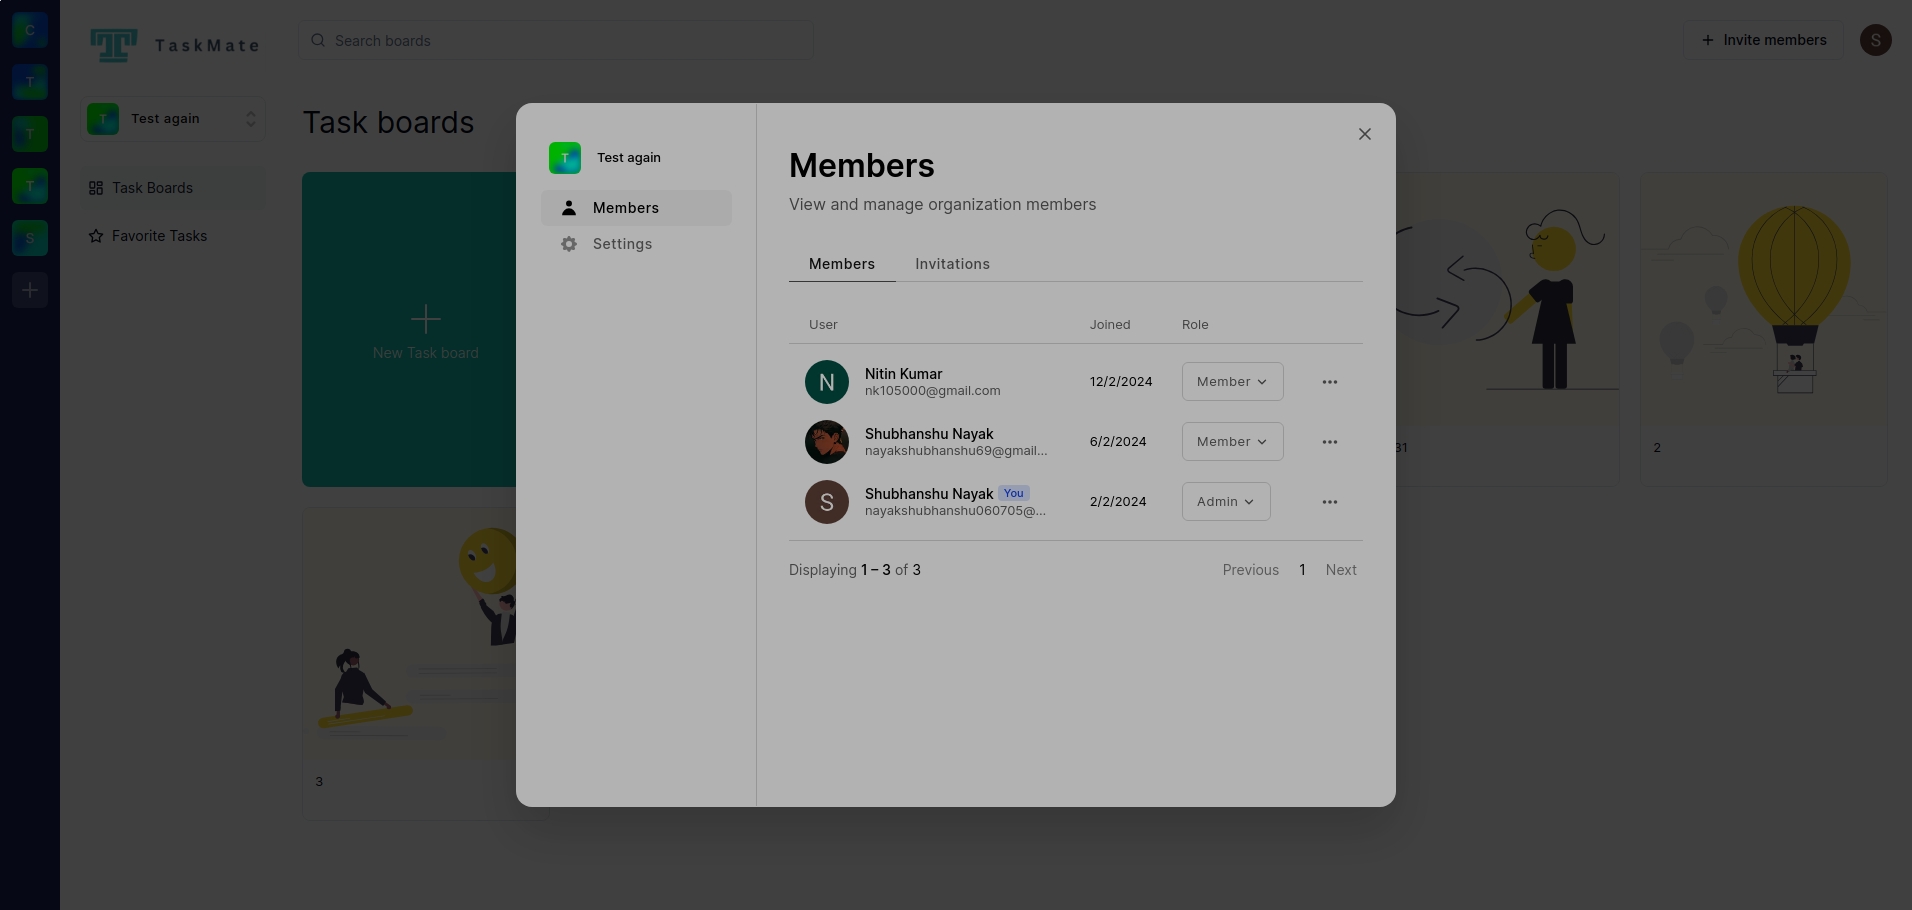 C
T
T
T
S
TaskMate
Search boards
Invite members
S
T
Test again
Task Boards
Favorite Tasks
Task boards
New Task board
31
2
3
T
Test again
Members
Settings
Members
View and manage organization members
Members
Invitations
User
Joined
Role
N
Nitin Kumar
nk105000@gmail.com
12/2/2024
Member
Shubhanshu Nayak
nayakshubhanshu69@gmail...
6/2/2024
Member
S
Shubhanshu Nayak You
nayakshubhanshu060705@...
2/2/2024
Admin
Displaying 1 – 3 of 3
Previous 1 Next